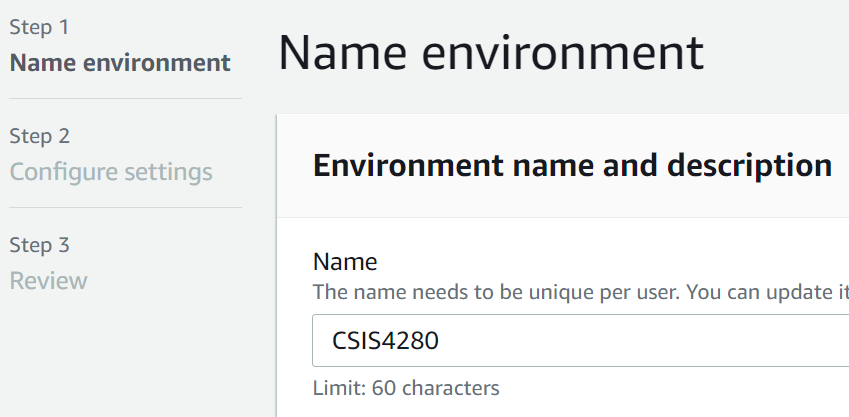 Step 1
Name environment
Step 2
Configure settings
Step 3
Review
Name environment
Environment name and description
Name
The name needs to be unique per user. You can update it
CSIS4280
Limit: 60 characters